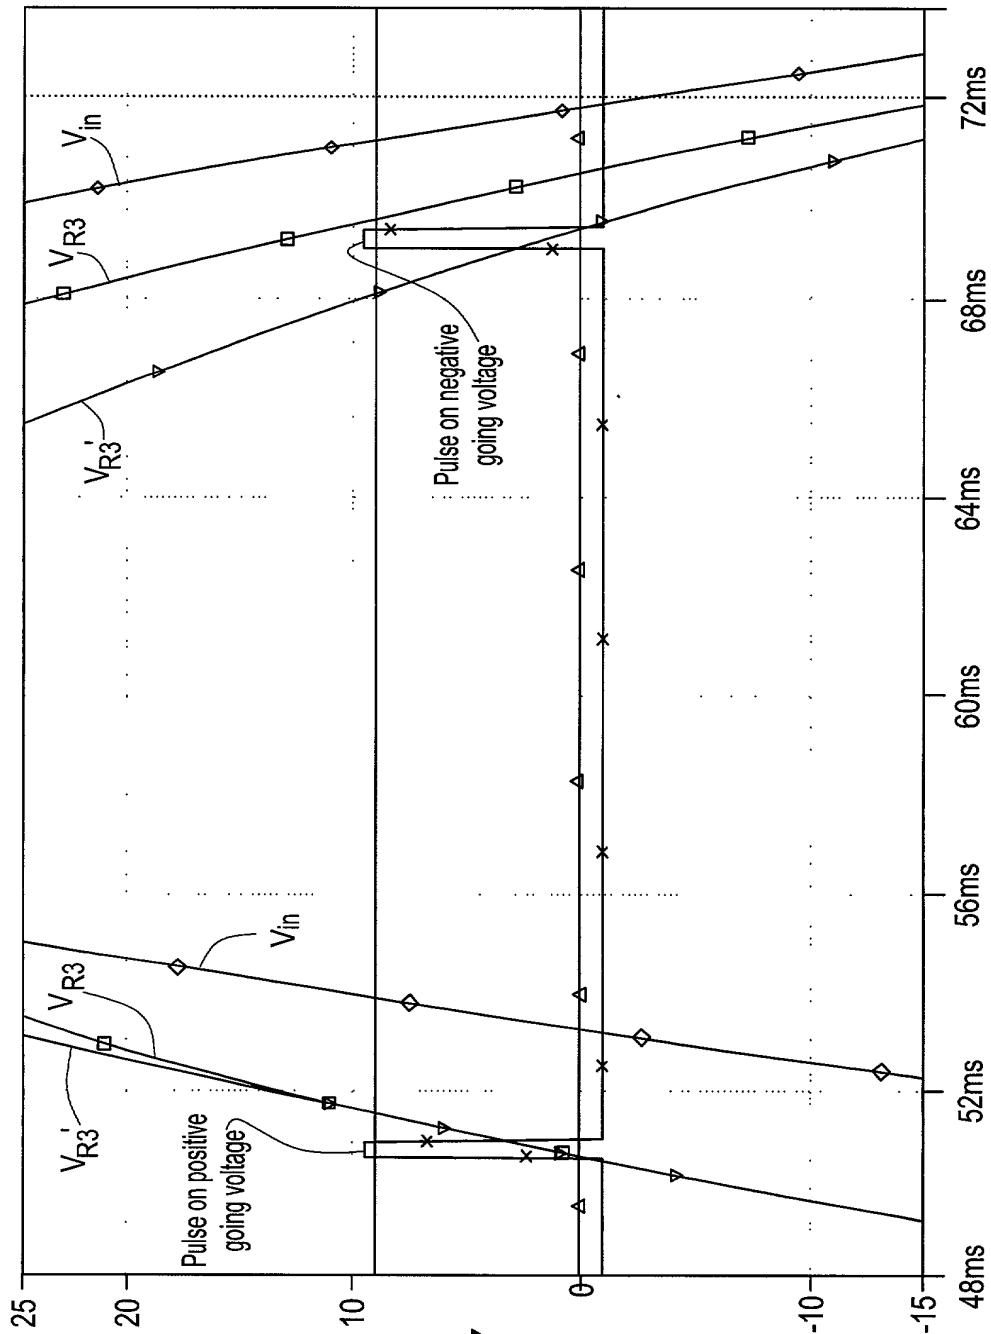 V_R3'
V_R3
V_in
V_in
V_R3
V_R3'
Pulse on positive
going voltage
Pulse on negative
going voltage
25
20
10
0
-10
-15
48ms
52ms
56ms
60ms
64ms
68ms
72ms